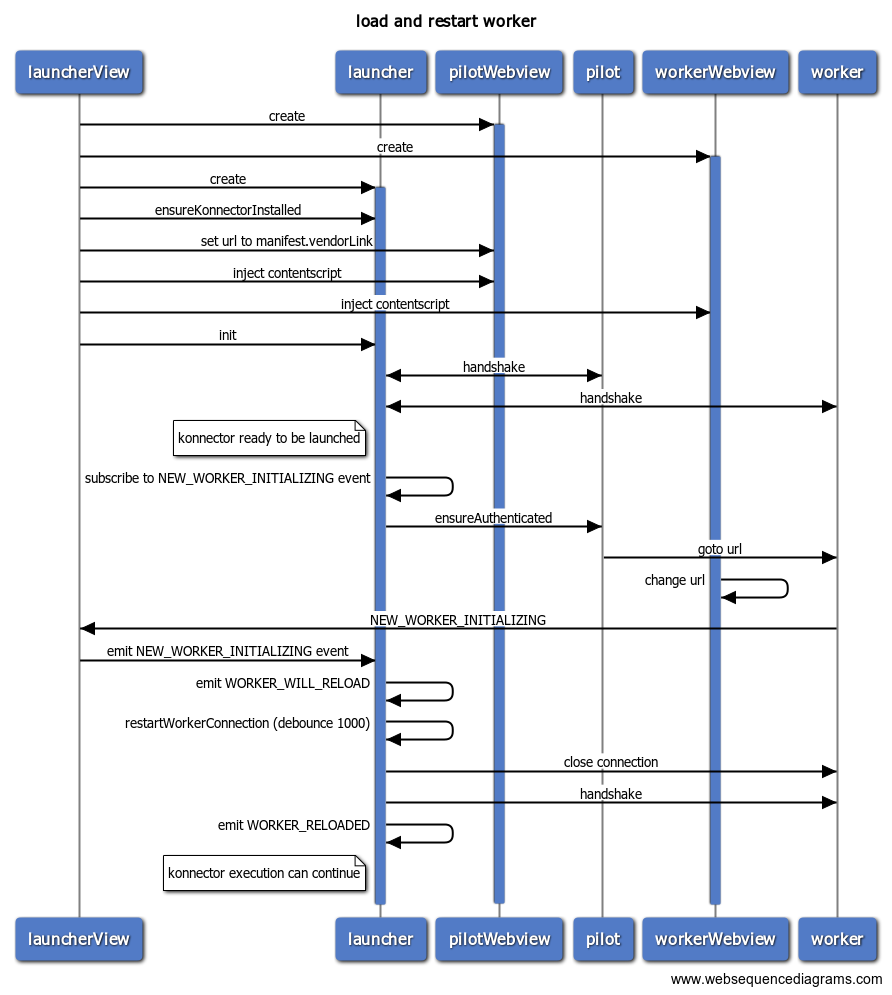 load and restart worker
launcherView
launcher
pilotWebview
pilot
workerWebview
worker
create
create
create
ensureKonnectorInstalled
set url to manifest.vendorLink
inject contentscript
inject contentscript
init
handshake
handshake
konnector ready to be launched
subscribe to NEW_WORKER_INITIALIZING event
ensureAuthenticated
goto url
change url
NEW_WORKER_INITIALIZING
emit NEW_WORKER_INITIALIZING event
emit WORKER_WILL_RELOAD
restartWorkerConnection (debounce 1000)
close connection
handshake
emit WORKER_RELOADED
konnector execution can continue
launcherView
launcher
pilotWebview
pilot
workerWebview
worker
www.websequencediagrams.com